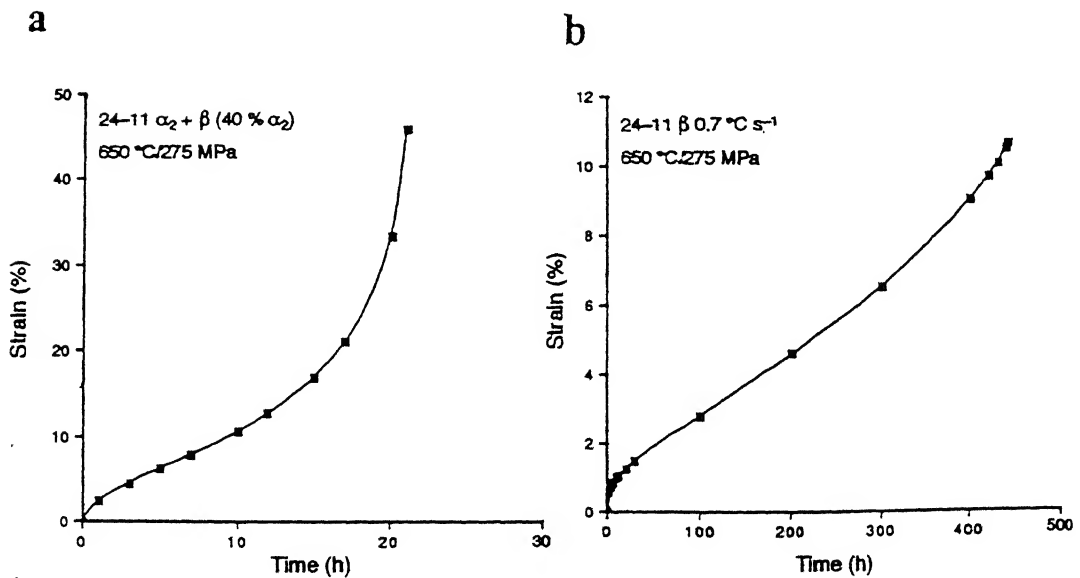 a
50
40
30
20
10
0
Strain (%)
24–11 α₂ + β (40 % α₂)
650 °C/275 MPa
0
10
20
30
Time (h)
b
12
10
8
6
4
2
0
Strain (%)
24–11 β 0.7 °C s⁻¹
650 °C/275 MPa
0
100
200
300
400
500
Time (h)